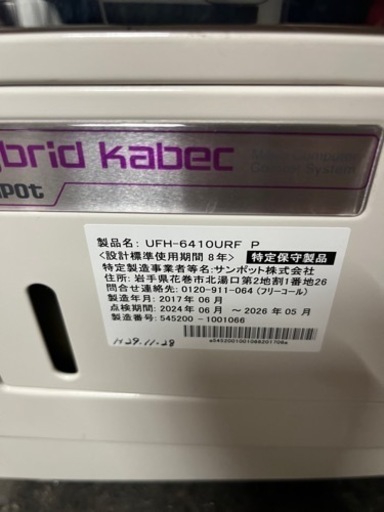 brid kabec
Microcomputer
Control System
pot
製品名: UFH-6410URF P
<設計標準使用期間 8年> 特定保守製品
特定製造事業者等名:サンポット株式会社
住所:岩手県花巻市北湯口第2地割1番地26
問合せ連絡先: 0120-911-064 (フリーコール)
製造年月: 2017年 06月
点検期間: 2024年 06月 ~ 2026年 05月
製造番号: 545200 -1001066
a5452001001066201706a
H29.11.28